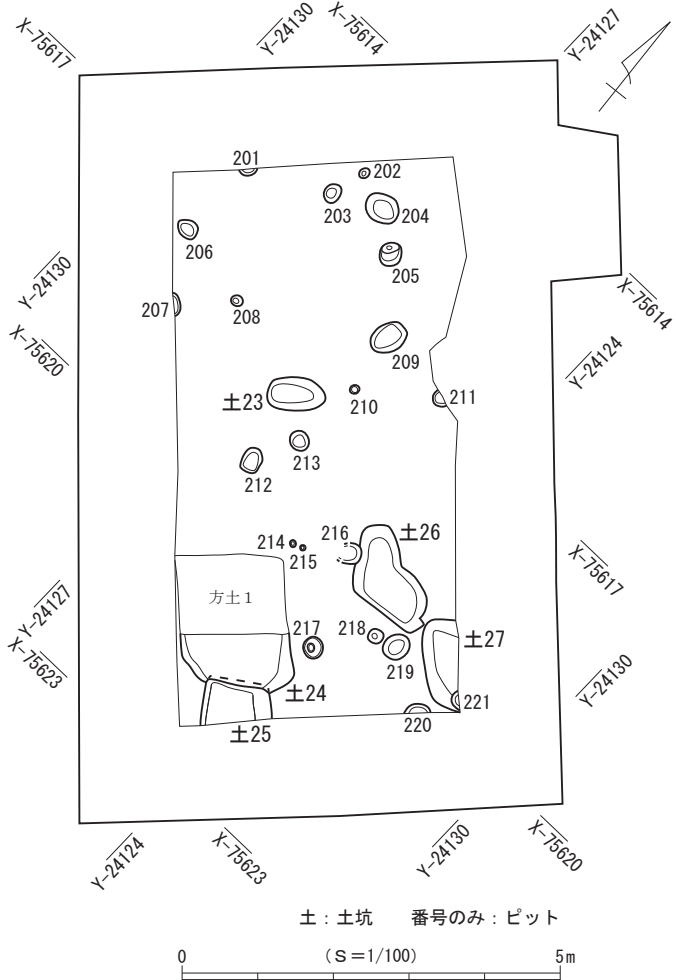 X-75617
Y-24130
X-75614
Y-24127
201
202
203
204
205
206
207
208
209
Y-24130
X-75620
X-75614
Y-24124
土23
210
211
213
212
214
215
216
土26
方土1
X-75617
Y-24127
X-75623
217
218
219
土27
土24
221
220
土25
Y-24130
Y-24124
X-75623
Y-24130
X-75620
土：土坑　番号のみ：ピット
0　（S＝1/100）　5m